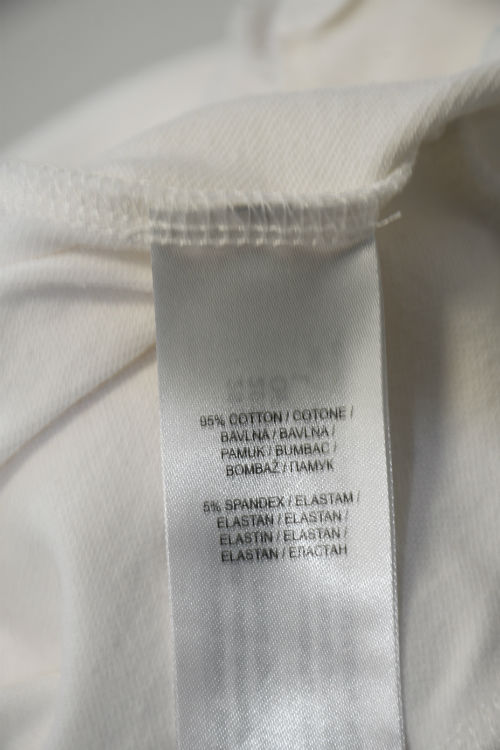 95% COTTON / COTONE /
BAVLNA / BAVLNA /
PAMUK / BUMBAC /
BOMBAŽ / ПАМУК
5% SPANDEX / ELASTAM /
ELASTAN / ELASTAN /
ELASTIN / ELASTAN /
ELASTAN / ЕЛАСТАН